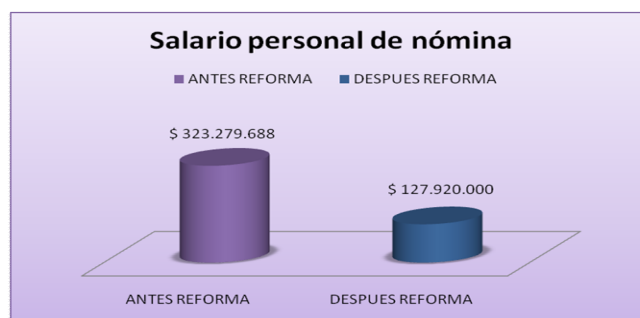 Salario personal de nómina
ANTES REFORMA DESPUES REFORMA
$ 323.279.688
$ 127.920.000
ANTES REFORMA DESPUES REFORMA